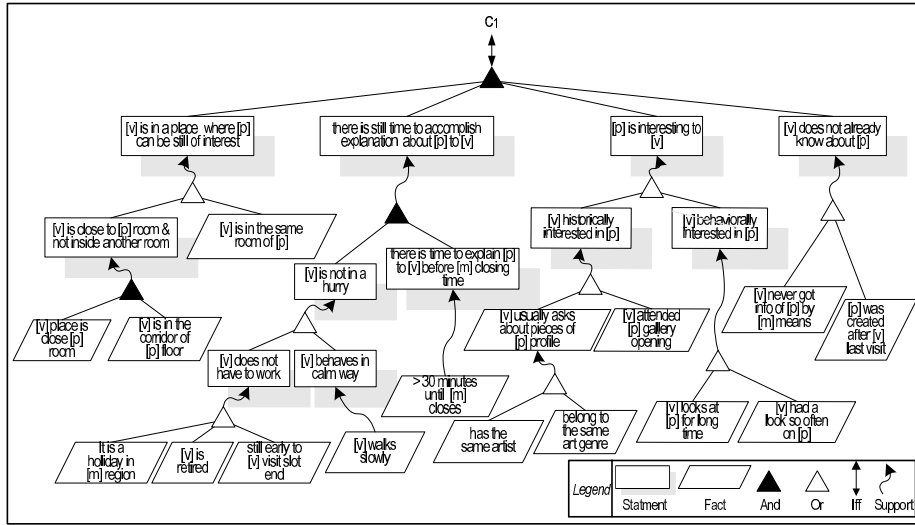 C1
[v] is in a place where [p]
can be still of interest
there is still time to accomplish
explanation about [p] to [v]
[p] is interesting to
[v]
[v] does not already
know about [p]
[v] is close to [p] room &
not inside another room
[v] is in the same
room of [p]
[v] is not in a
hurry
there is time to explain [p]
to [v] before [m] closing
time
[v] historically
interested in [p]
[v] behaviorally
Interested in [p]
[v] place is
close [p]
room
[v] is in the
corridor of
[p] floor
[v] does not
have to work
[v] behaves in
calm way
> 30 minutes
until [m]
closes
[v] usually asks
about pieces of
[p] profile
[v] attended
[p] gallery
opening
[v] never got
info of [p] by
[m] means
[p] was
created
after [v]
last visit
It is a
holiday in
[m] region
[v] is
retired
still early to
[v] visit slot
end
[v] walks
slowly
has the
same artist
belong to
the same
art genre
[v] looks at
[p] for long
time
[v] had a
look so often
on [p]
Legend
Statment
Fact
And
Or
Iff
Support